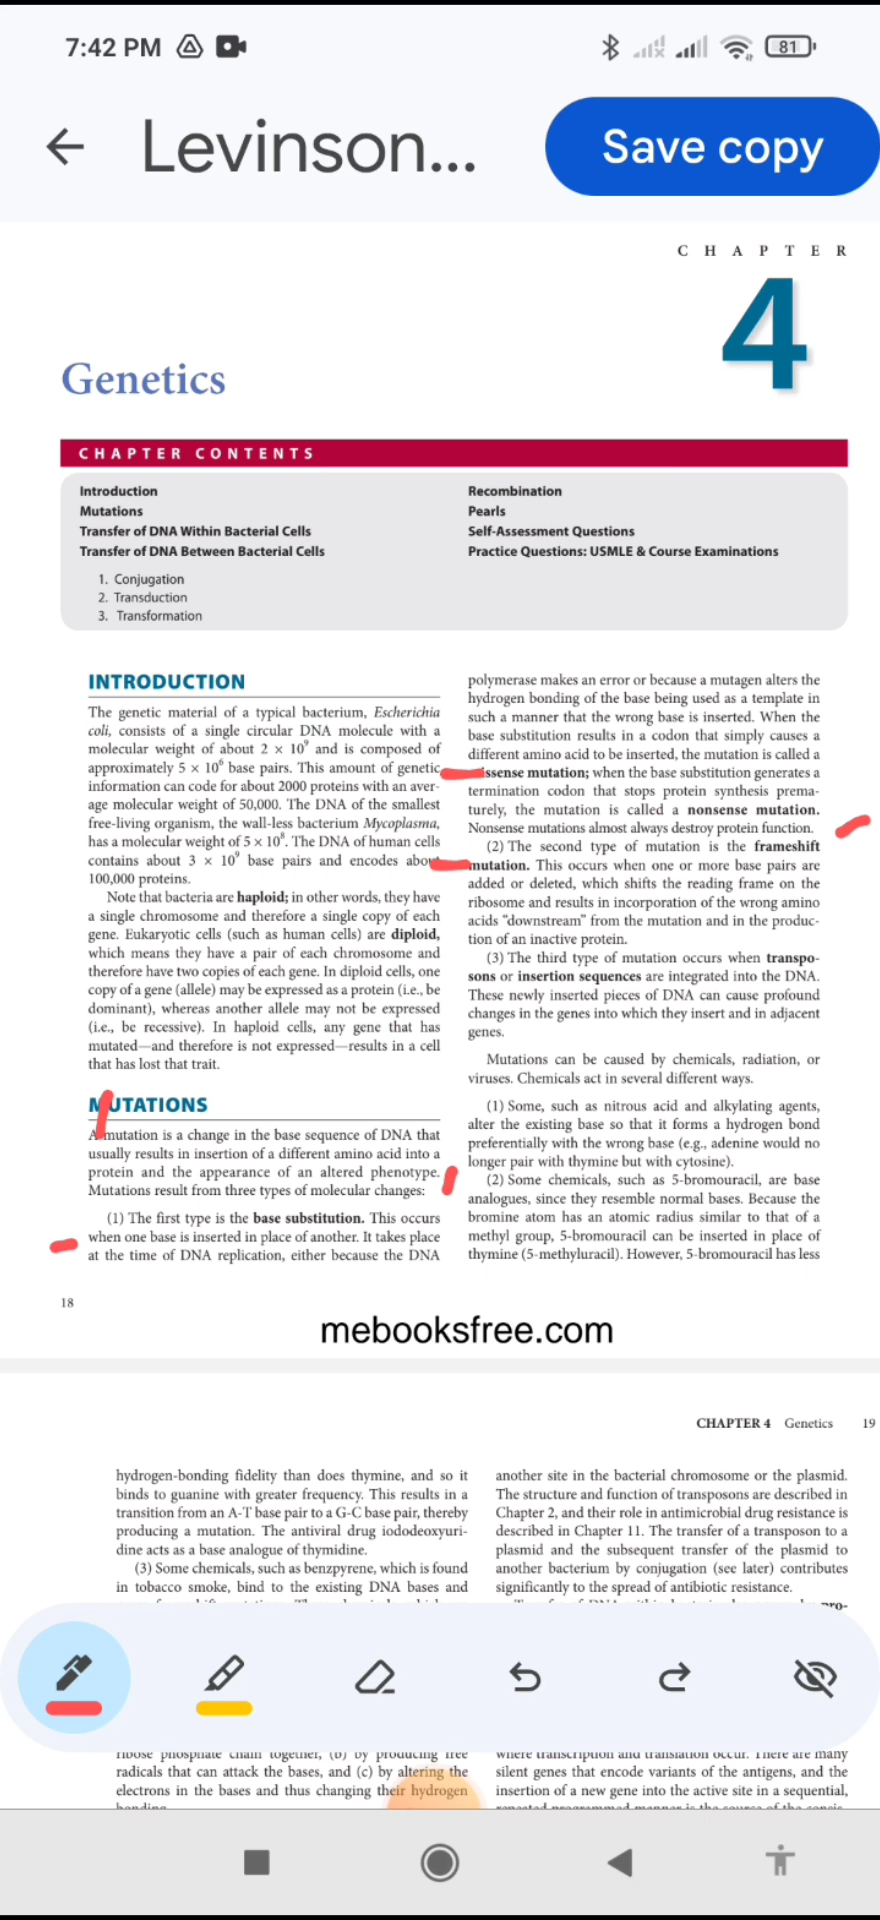 7:42 PM
81
Levinson...
Save copy
CHAPTER
4
Genetics
CHAPTER CONTENTS
Introduction
Mutations
Transfer of DNA Within Bacterial Cells
Transfer of DNA Between Bacterial Cells
1. Conjugation
2. Transduction
3. Transformation
Recombination
Pearls
Self-Assessment Questions
Practice Questions: USMLE & Course Examinations
INTRODUCTION
The genetic material of a typical bacterium, Escherichia
coli, consists of a single circular DNA molecule with a
molecular weight of about 2 × 10⁹ and is composed of
approximately 5 × 10⁶ base pairs. This amount of genetic
information can code for about 2000 proteins with an aver-
age molecular weight of 50,000. The DNA of the smallest
free-living organism, the wall-less bacterium Mycoplasma,
has a molecular weight of 5 × 10⁸. The DNA of human cells
contains about 3 × 10⁹ base pairs and encodes about
100,000 proteins.
Note that bacteria are haploid; in other words, they have
a single chromosome and therefore a single copy of each
gene. Eukaryotic cells (such as human cells) are diploid,
which means they have a pair of each chromosome and
therefore have two copies of each gene. In diploid cells, one
copy of a gene (allele) may be expressed as a protein (i.e., be
dominant), whereas another allele may not be expressed
(i.e., be recessive). In haploid cells, any gene that has
mutated—and therefore is not expressed—results in a cell
that has lost that trait.
MUTATIONS
A mutation is a change in the base sequence of DNA that
usually results in insertion of a different amino acid into a
protein and the appearance of an altered phenotype.
Mutations result from three types of molecular changes:
(1) The first type is the base substitution. This occurs
when one base is inserted in place of another. It takes place
at the time of DNA replication, either because the DNA
polymerase makes an error or because a mutagen alters the
hydrogen bonding of the base being used as a template in
such a manner that the wrong base is inserted. When the
base substitution results in a codon that simply causes a
different amino acid to be inserted, the mutation is called a
missense mutation; when the base substitution generates a
termination codon that stops protein synthesis prema-
turely, the mutation is called a nonsense mutation.
Nonsense mutations almost always destroy protein function.
(2) The second type of mutation is the frameshift
mutation. This occurs when one or more base pairs are
added or deleted, which shifts the reading frame on the
ribosome and results in incorporation of the wrong amino
acids “downstream” from the mutation and in the produc-
tion of an inactive protein.
(3) The third type of mutation occurs when transpo-
sons or insertion sequences are integrated into the DNA.
These newly inserted pieces of DNA can cause profound
changes in the genes into which they insert and in adjacent
genes.
Mutations can be caused by chemicals, radiation, or
viruses. Chemicals act in several different ways.
(1) Some, such as nitrous acid and alkylating agents,
alter the existing base so that it forms a hydrogen bond
preferentially with the wrong base (e.g., adenine would no
longer pair with thymine but with cytosine).
(2) Some chemicals, such as 5-bromouracil, are base
analogues, since they resemble normal bases. Because the
bromine atom has an atomic radius similar to that of a
methyl group, 5-bromouracil can be inserted in place of
thymine (5-methyluracil). However, 5-bromouracil has less
18
mebooksfree.com
CHAPTER 4 Genetics 19
hydrogen-bonding fidelity than does thymine, and so it
binds to guanine with greater frequency. This results in a
transition from an A-T base pair to a G-C base pair, thereby
producing a mutation. The antiviral drug iododeoxyuri-
dine acts as a base analogue of thymidine.
(3) Some chemicals, such as benzpyrene, which is found
in tobacco smoke, bind to the existing DNA bases and
ribose phosphate chain together, (b) by producing free
radicals that can attack the bases, and (c) by altering the
electrons in the bases and thus changing their hydrogen
another site in the bacterial chromosome or the plasmid.
The structure and function of transposons are described in
Chapter 2, and their role in antimicrobial drug resistance is
described in Chapter 11. The transfer of a transposon to a
plasmid and the subsequent transfer of the plasmid to
another bacterium by conjugation (see later) contributes
significantly to the spread of antibiotic resistance.
pro-
where transcription and translation occur. There are many
silent genes that encode variants of the antigens, and the
insertion of a new gene into the active site in a sequential,